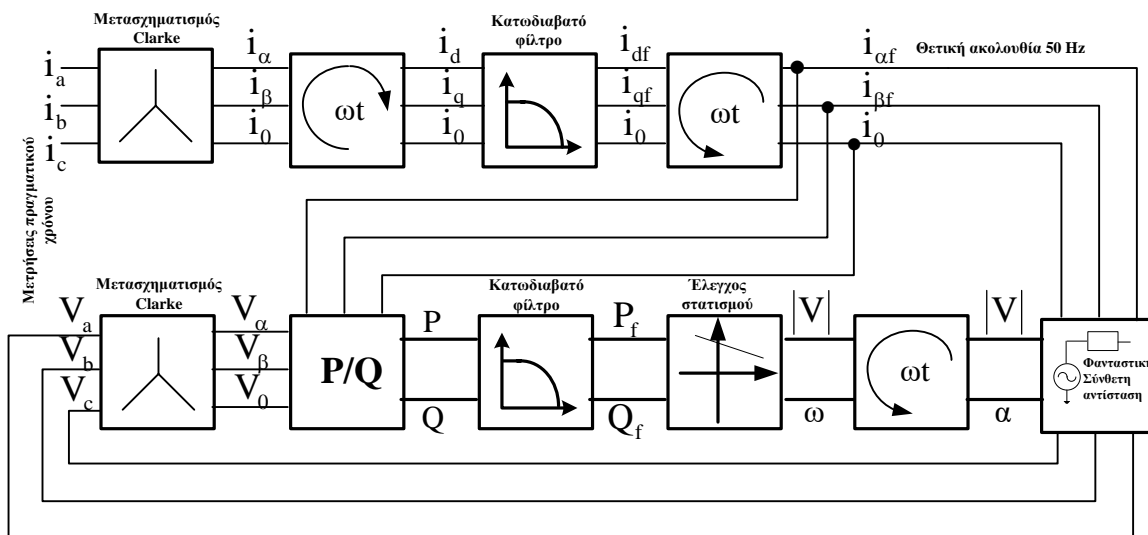 Μετασχηματισμός
Clarke
Κατωδιαβατό
φίλτρο
Θετική ακολουθία 50 Hz
i_a
i_α
i_d
i_df
i_αf
i_b
i_β
ωt
i_q
i_qf
ωt
i_βf
i_c
i_0
i_0
i_0
i_0
Μετρήσεις πραγματικού
χρόνου
Μετασχηματισμός
Clarke
Κατωδιαβατό
φίλτρο
Έλεγχος
στατισμού
V_a
V_α
P
P_f
|V|
|V|
V_b
V_β
P/Q
ωt
Φανταστικη
Σύνθετη
αντίσταση
V_c
V_0
Q
Q_f
ω
α